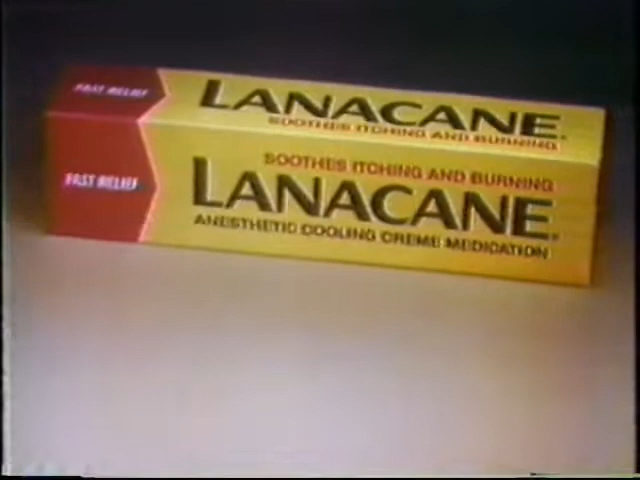 FAST RELIEF
LANACANE®
SOOTHES ITCHING AND BURNING
SOOTHES ITCHING AND BURNING
FAST RELIEF
LANACANE®
ANESTHETIC COOLING CREME MEDICATION